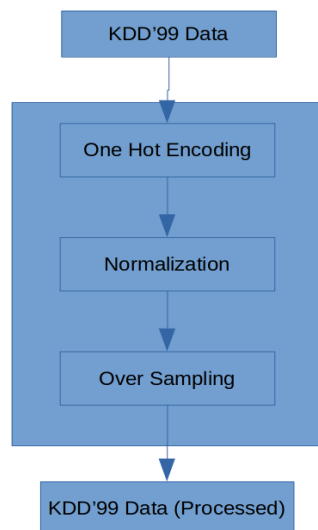 KDD'99 Data
One Hot Encoding
Normalization
Over Sampling
KDD'99 Data (Processed)